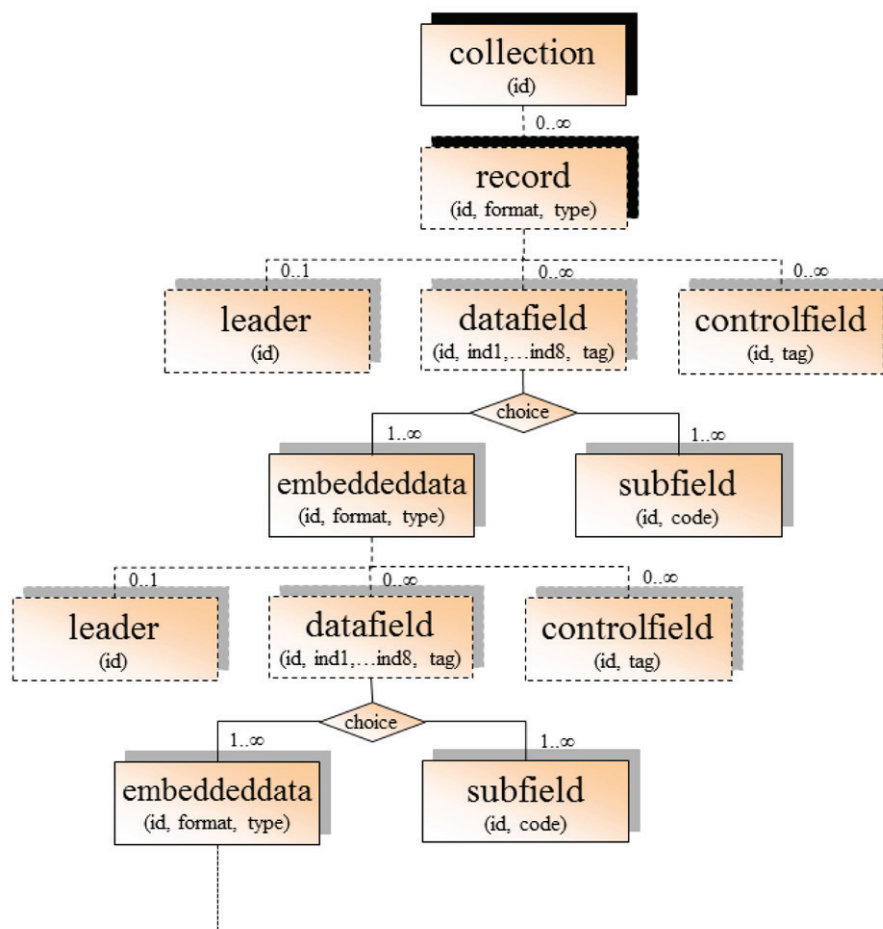 collection
(id)
0..∞
record
(id, format, type)
0..1
0..∞
0..∞
leader
(id)
datafield
(id, ind1,…ind8, tag)
controlfield
(id, tag)
choice
1..∞
1..∞
embeddeddata
(id, format, type)
subfield
(id, code)
0..1
0..∞
0..∞
leader
(id)
datafield
(id, ind1,…ind8, tag)
controlfield
(id, tag)
choice
1..∞
1..∞
embeddeddata
(id, format, type)
subfield
(id, code)